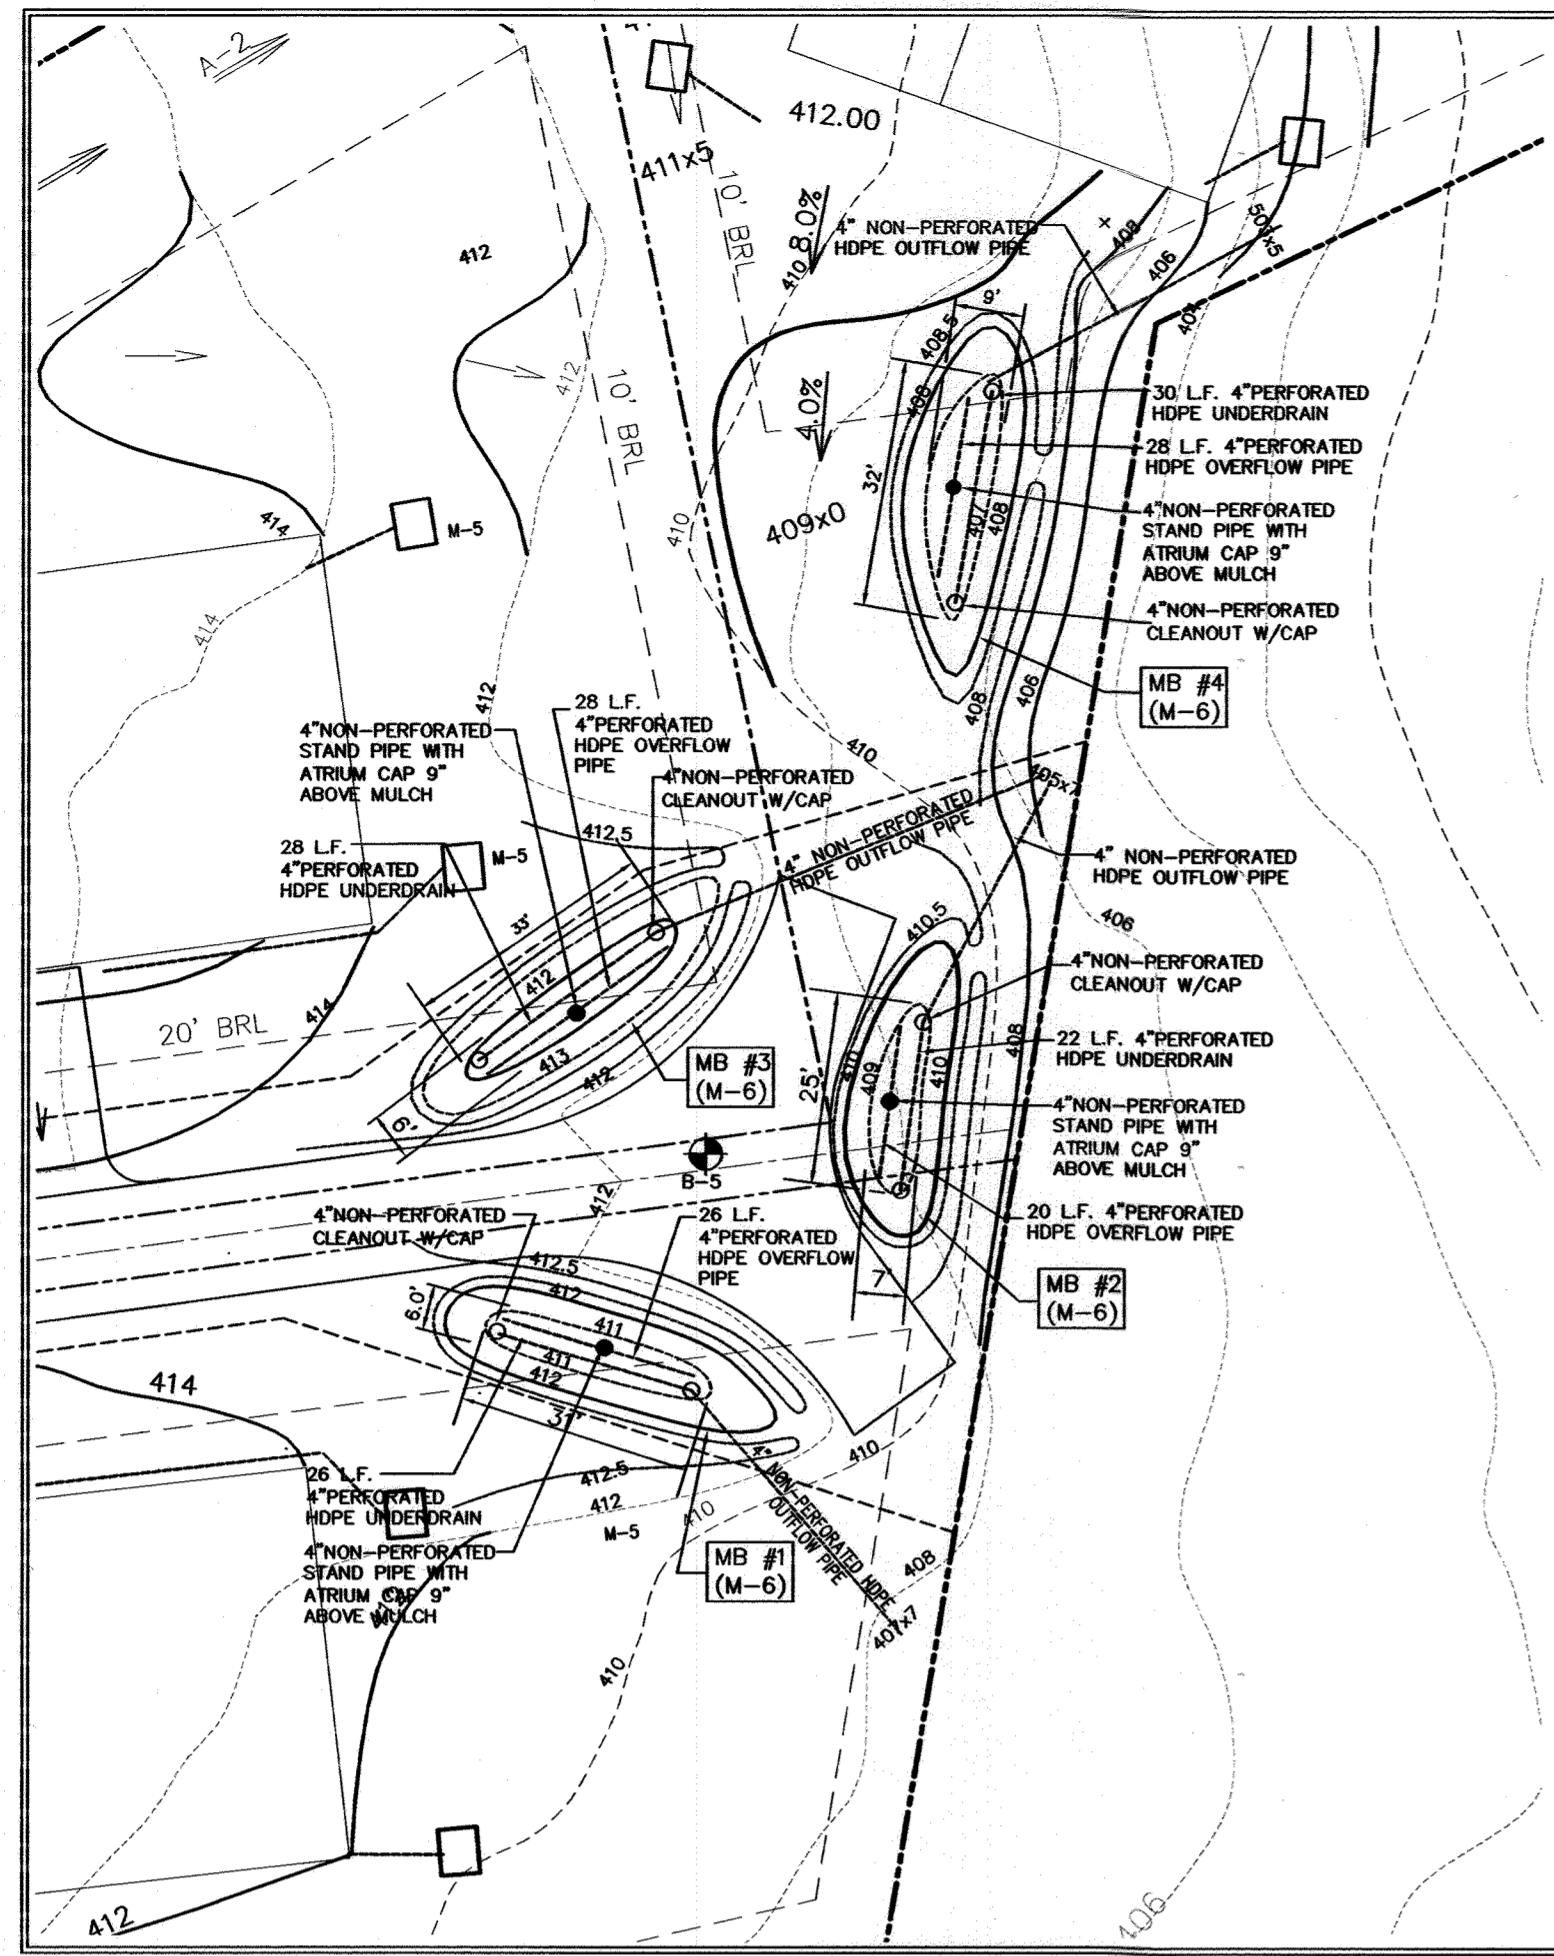 A-2
412.00
411x5
10' BRL
8.0%
410
4" NON-PERFORATED
HDPE OUTFLOW PIPE
408
406
404
412
412
9'
408.5
408
10' BRL
4.0%
32'
30 L.F. 4"PERFORATED
HDPE UNDERDRAIN
28 L.F. 4"PERFORATED
HDPE OVERFLOW PIPE
4"NON-PERFORATED
STAND PIPE WITH
ATRIUM CAP 9"
ABOVE MULCH
4"NON-PERFORATED
CLEANOUT W/CAP
MB #4
(M-6)
409x0
410
407
408
414
M-5
414
412
408
406
410
28 L.F.
4"PERFORATED
HDPE OVERFLOW
PIPE
4"NON-PERFORATED
STAND PIPE WITH
ATRIUM CAP 9"
ABOVE MULCH
4"NON-PERFORATED
CLEANOUT W/CAP
405x7
412.5
4" NON-PERFORATED
HDPE OUTFLOW PIPE
28 L.F.
4"PERFORATED
HDPE UNDERDRAIN
M-5
4" NON-PERFORATED
HDPE OUTFLOW PIPE
33'
410.5
406
412
4"NON-PERFORATED
CLEANOUT W/CAP
20' BRL
414
413
412
MB #3
(M-6)
25'
410
409
410
408
22 L.F. 4"PERFORATED
HDPE UNDERDRAIN
4"NON-PERFORATED
STAND PIPE WITH
ATRIUM CAP 9"
ABOVE MULCH
6'
B-5
412
20 L.F. 4"PERFORATED
HDPE OVERFLOW PIPE
4"NON-PERFORATED
CLEANOUT W/CAP
26 L.F.
4"PERFORATED
HDPE OVERFLOW
PIPE
412.5
412
6.0'
411
411
412
7'
MB #2
(M-6)
414
31'
410
26 L.F.
4"PERFORATED
HDPE UNDERDRAIN
412.5
412
M-5
410
4" NON-PERFORATED HDPE
OUTFLOW PIPE
4"NON-PERFORATED
STAND PIPE WITH
ATRIUM CAP 9"
ABOVE MULCH
MB #1
(M-6)
408
407x7
410
412
406